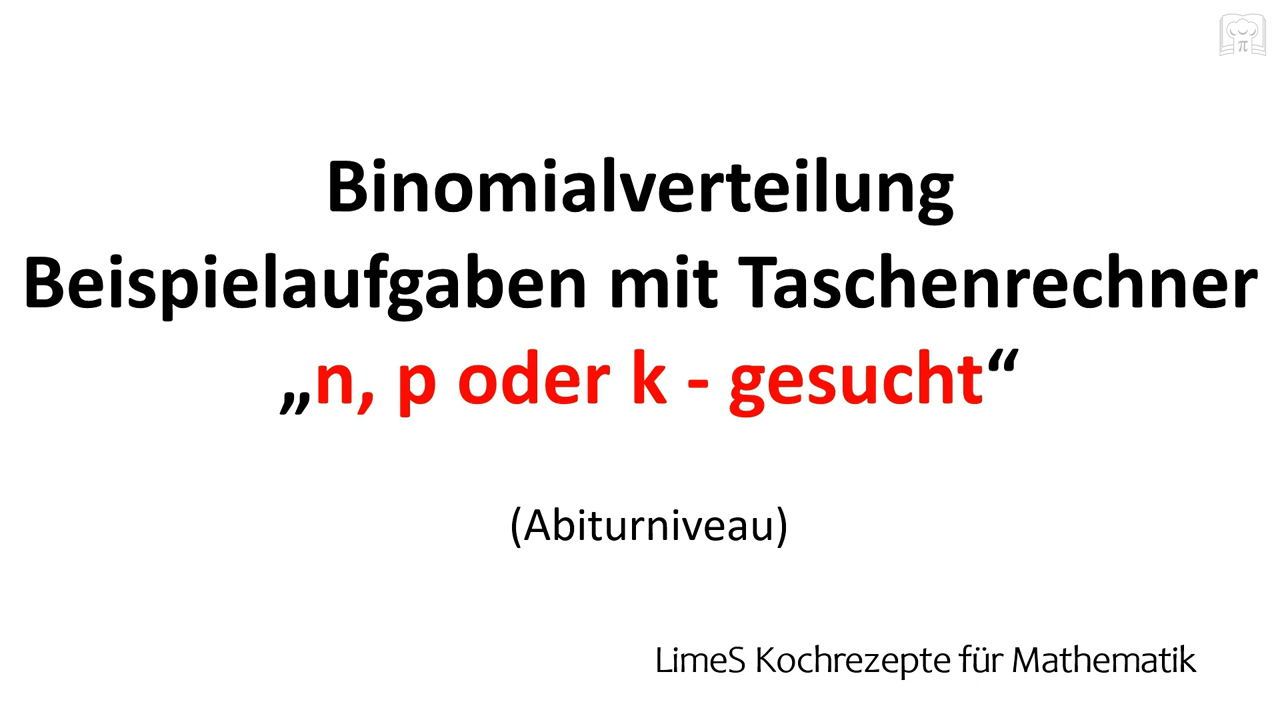 Binomialverteilung
Beispielaufgaben mit Taschenrechner
„n, p oder k - gesucht“
(Abiturniveau)
LimeS Kochrezepte für Mathematik
π